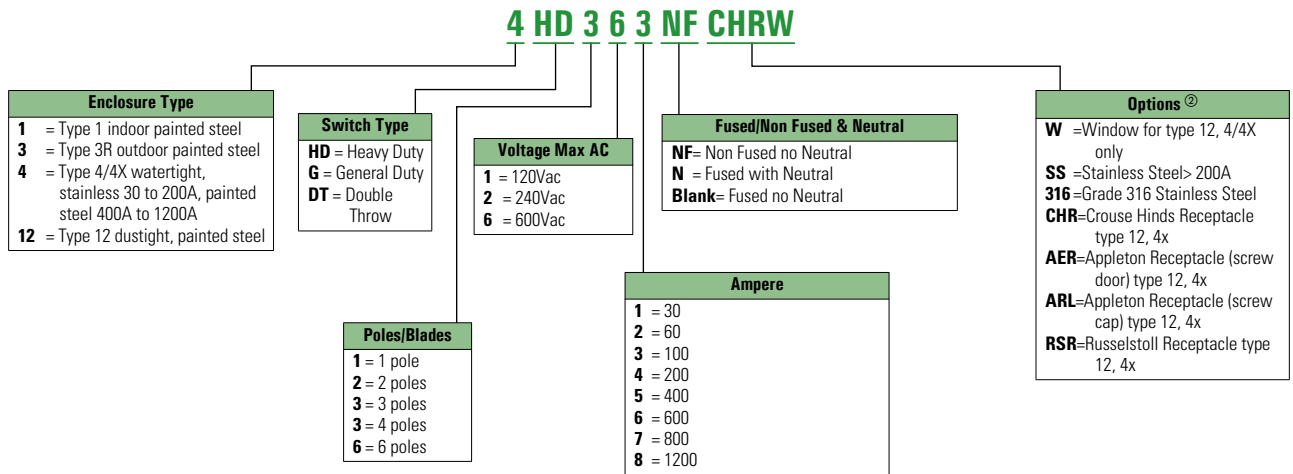 4 HD 3 6 3 NF CHRW
Enclosure Type
1 = Type 1 indoor painted steel
3 = Type 3R outdoor painted steel
4 = Type 4/4X watertight,
stainless 30 to 200A, painted
steel 400A to 1200A
12 = Type 12 dustight, painted steel
Switch Type
HD = Heavy Duty
G = General Duty
DT = Double
Throw
Voltage Max AC
1 = 120Vac
2 = 240Vac
6 = 600Vac
Fused/Non Fused & Neutral
NF= Non Fused no Neutral
N = Fused with Neutral
Blank= Fused no Neutral
Options ②
W =Window for type 12, 4/4X
only
SS =Stainless Steel> 200A
316=Grade 316 Stainless Steel
CHR=Crouse Hinds Receptacle
type 12, 4x
AER=Appleton Receptacle (screw
door) type 12, 4x
ARL=Appleton Receptacle (screw
cap) type 12, 4x
RSR=Russelstoll Receptacle type
12, 4x
Poles/Blades
1 = 1 pole
2 = 2 poles
3 = 3 poles
3 = 4 poles
6 = 6 poles
Ampere
1 = 30
2 = 60
3 = 100
4 = 200
5 = 400
6 = 600
7 = 800
8 = 1200